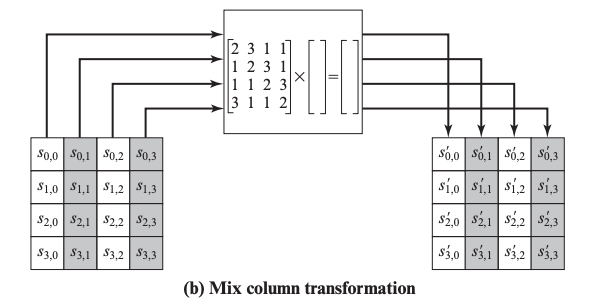 2 3 1 1
1 2 3 1
1 1 2 3
3 1 1 2
× =
s0,0 s0,1 s0,2 s0,3
s1,0 s1,1 s1,2 s1,3
s2,0 s2,1 s2,2 s2,3
s3,0 s3,1 s3,2 s3,3
s′0,0 s′0,1 s′0,2 s′0,3
s′1,0 s′1,1 s′1,2 s′1,3
s′2,0 s′2,1 s′2,2 s′2,3
s′3,0 s′3,1 s′3,2 s′3,3
(b) Mix column transformation